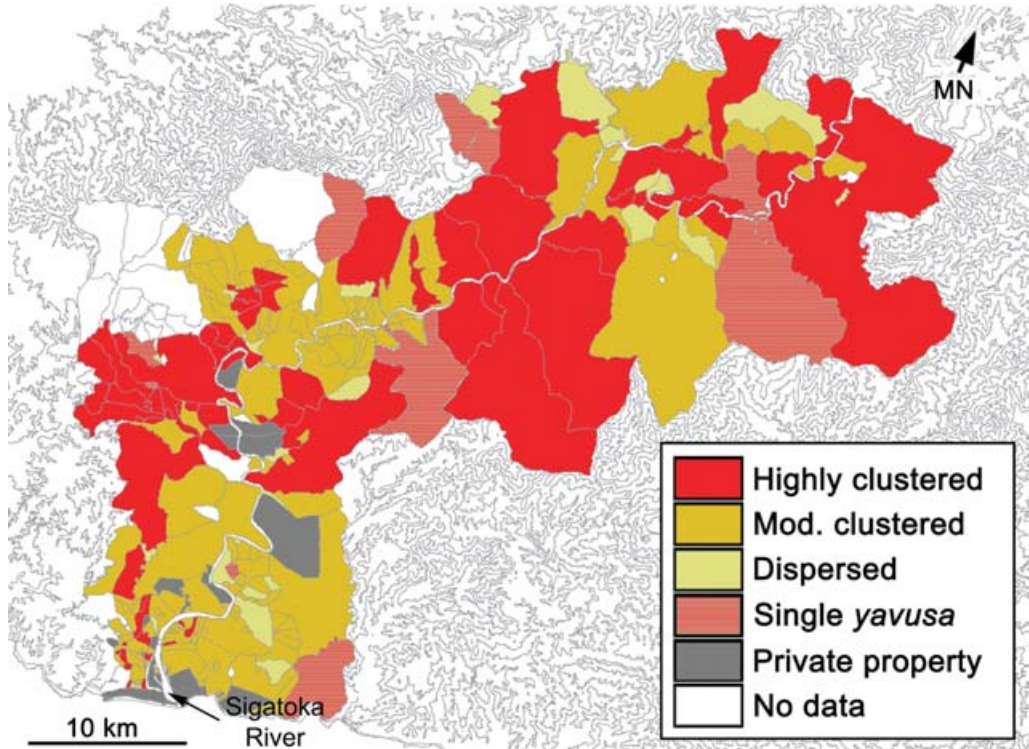 MN
Highly clustered
Mod. clustered
Dispersed
Single yavusa
Private property
No data
Sigatoka
River
10 km